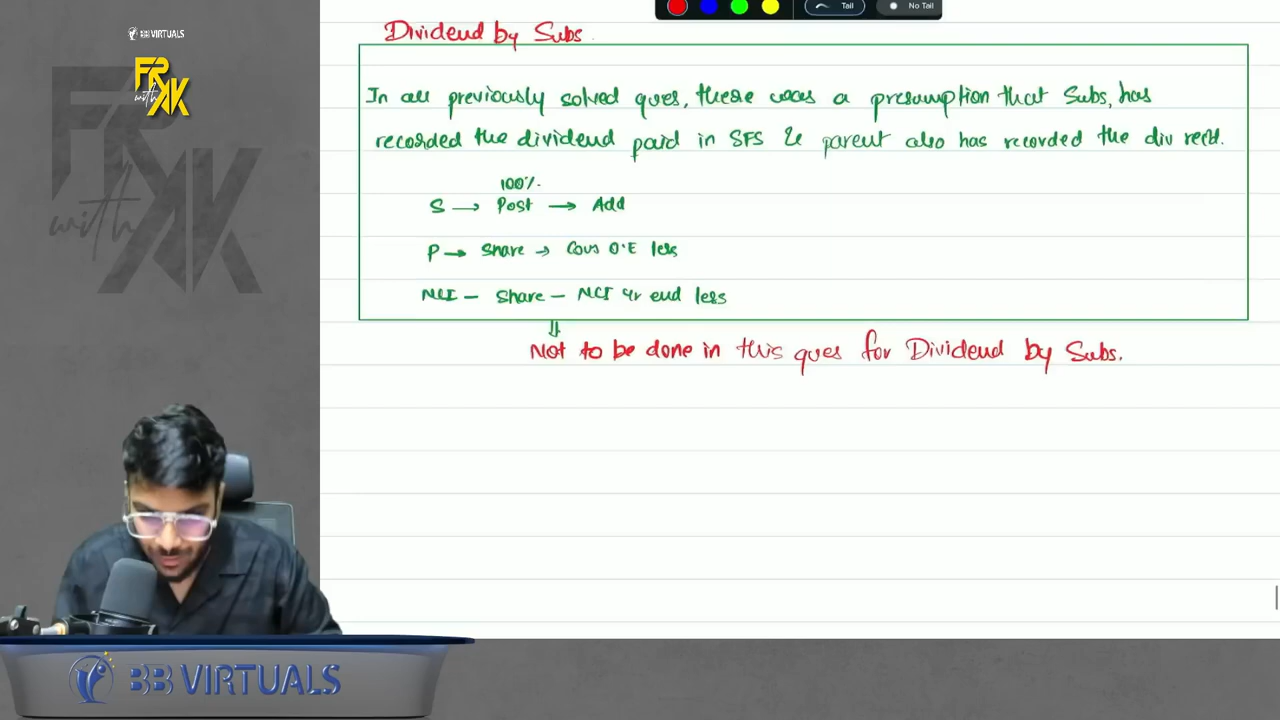 BB VIRTUALS
FR
with AK
FR
with AK
Tail
No Tail
Dividend by Subs
In all previously solved ques, there was a presumption that Subs, has
recorded the dividend paid in SFS & parent also has recorded the div recd.
100%.
S → Post → Add
P → Share → Cons O.E less
NCI – Share – NCI Yr end less
⇓
Not to be done in this ques for Dividend by Subs.
BB VIRTUALS